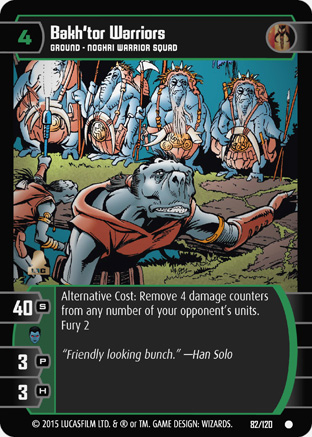 4
Bakh'tor Warriors
GROUND - NOGHRI WARRIOR SQUAD
40 S
Alternative Cost: Remove 4 damage counters
from any number of your opponent's units.
Fury 2
3 P
"Friendly looking bunch." —Han Solo
3 H
© 2015 LUCASFILM LTD. & ® or TM. GAME DESIGN: WIZARDS.
82/120